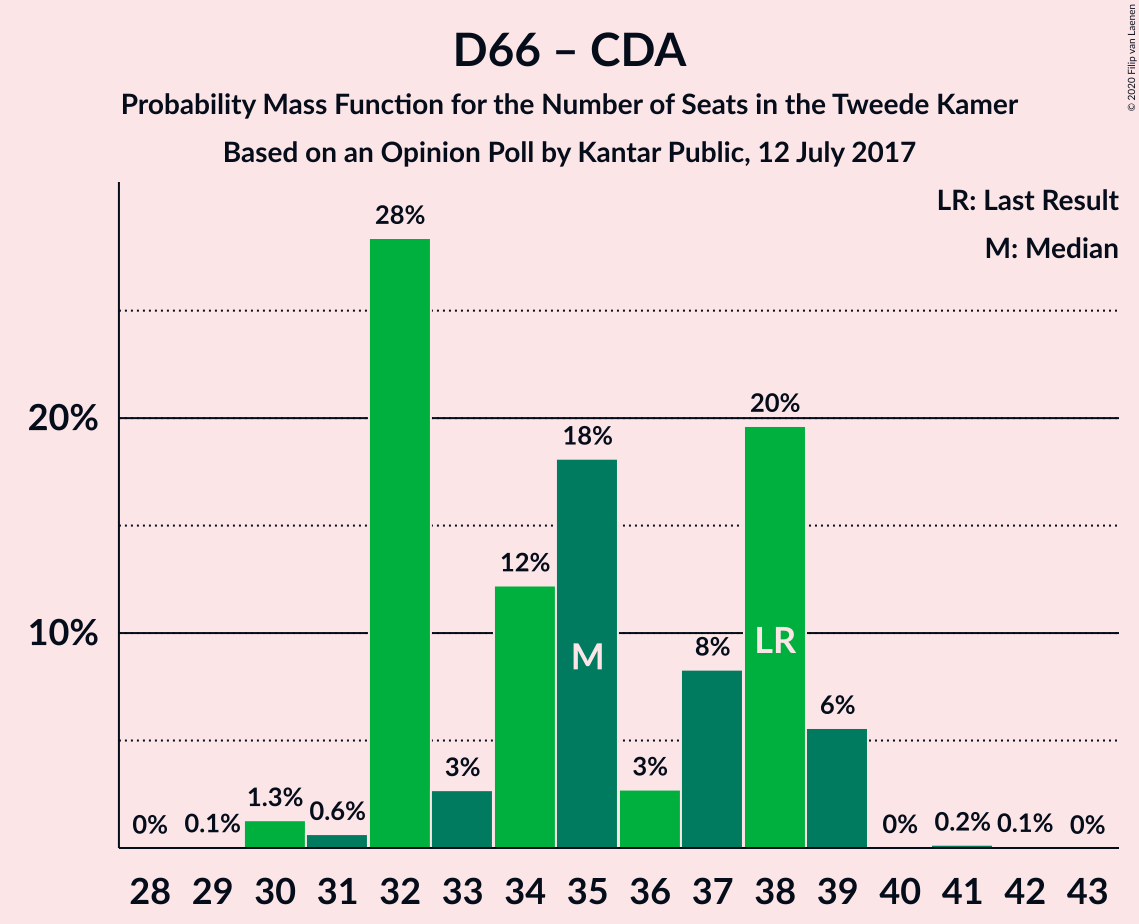 D66 – CDA
Probability Mass Function for the Number of Seats in the Tweede Kamer
Based on an Opinion Poll by Kantar Public, 12 July 2017
© 2020 Filip van Laenen
LR: Last Result
M: Median
20%
10%
0% 0.1% 1.3% 0.6% 28% 3% 12% 18% 3% 8% 20% 6% 0% 0.2% 0.1% 0%
M LR
28 29 30 31 32 33 34 35 36 37 38 39 40 41 42 43